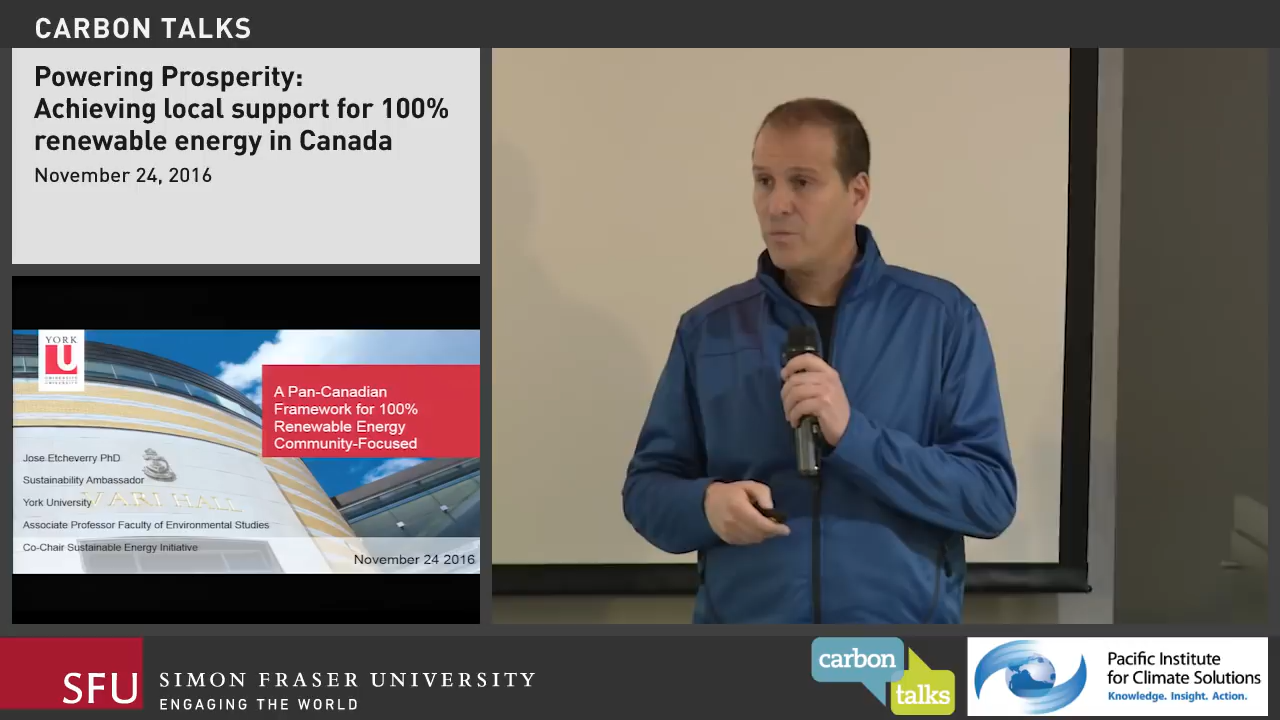 CARBON TALKS
Powering Prosperity:
Achieving local support for 100%
renewable energy in Canada
November 24, 2016
YORK
U
UNIVERSITY
A Pan-Canadian
Framework for 100%
Renewable Energy
Community-Focused
Jose Etcheverry PhD
Sustainability Ambassador
York University
VARI HALL
Associate Professor Faculty of Environmental Studies
Co-Chair Sustainable Energy Initiative
November 24 2016
SFU
SIMON FRASER UNIVERSITY
ENGAGING THE WORLD
carbon
talks
Pacific Institute
for Climate Solutions
Knowledge. Insight. Action.